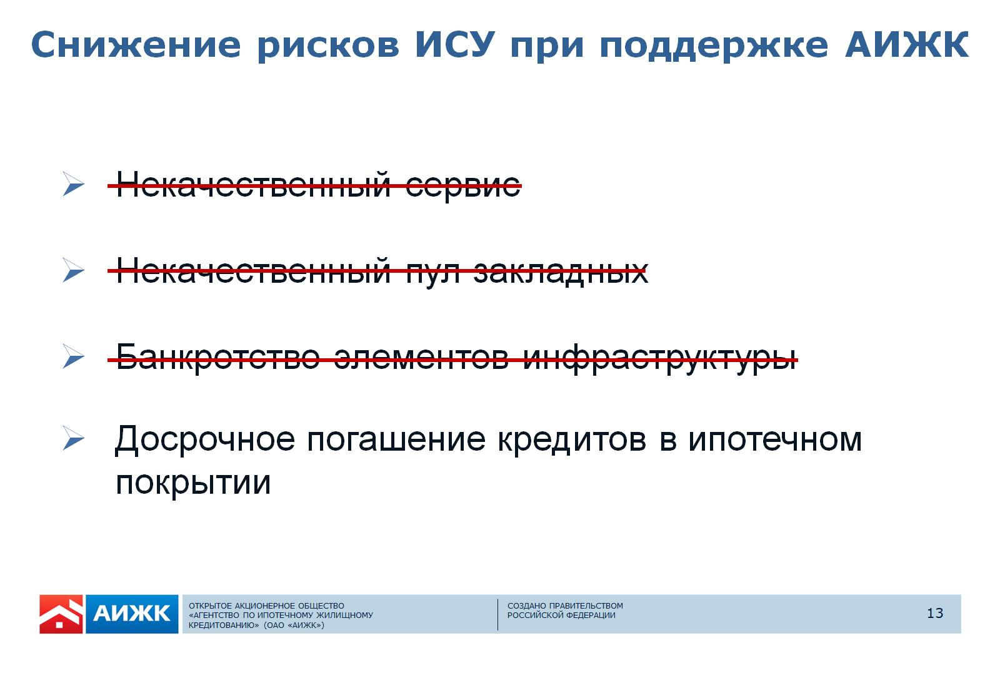 Снижение рисков ИСУ при поддержке АИЖК
Некачественный сервис
Некачественный пул закладных
Банкротство элементов инфраструктуры
Досрочное погашение кредитов в ипотечном
покрытии
АИЖК
ОТКРЫТОЕ АКЦИОНЕРНОЕ ОБЩЕСТВО
«АГЕНТСТВО ПО ИПОТЕЧНОМУ ЖИЛИЩНОМУ
КРЕДИТОВАНИЮ» (ОАО «АИЖК»)
СОЗДАНО ПРАВИТЕЛЬСТВОМ
РОССИЙСКОЙ ФЕДЕРАЦИИ
13